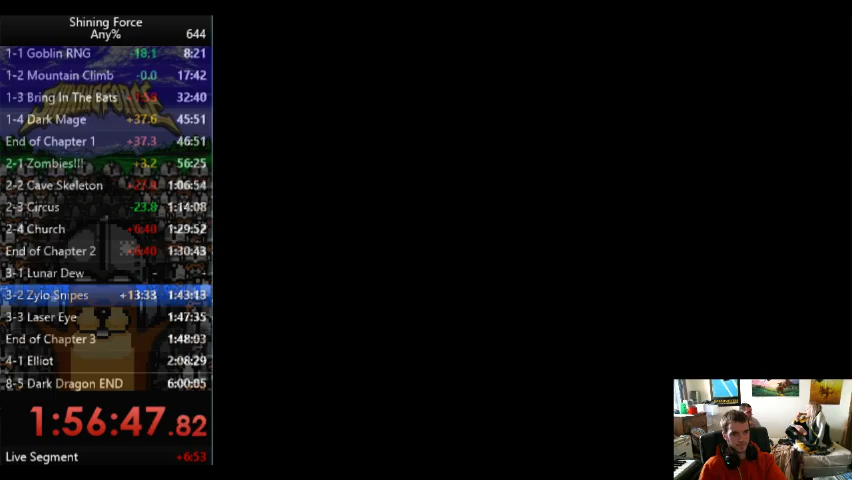 Shining Force
Any% 644
1-1 Goblin RNG -18.1 8:21
1-2 Mountain Climb -0.0 17:42
1-3 Bring In The Bats 32:40
1-4 Dark Mage +37.6 45:51
End of Chapter 1 +37.3 46:51
2-1 Zombies!!! +3.2 56:25
2-2 Cave Skeleton 1:06:54
2-3 Circus -23.8 1:14:08
2-4 Church +6:40 1:29:52
End of Chapter 2 +6:40 1:30:43
3-1 Lunar Dew - -
3-2 Zylo Snipes +13:33 1:43:13
3-3 Laser Eye 1:47:35
End of Chapter 3 1:48:03
4-1 Elliot 2:08:29
8-5 Dark Dragon END 6:00:05
1:56:47.82
Live Segment +6:53